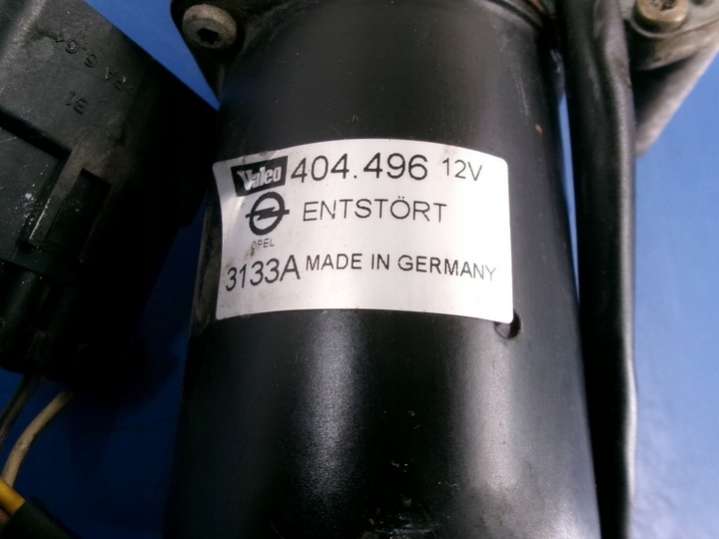 Valeo 404.496 12V
ENTSTÖRT
OPEL
3133A MADE IN GERMANY